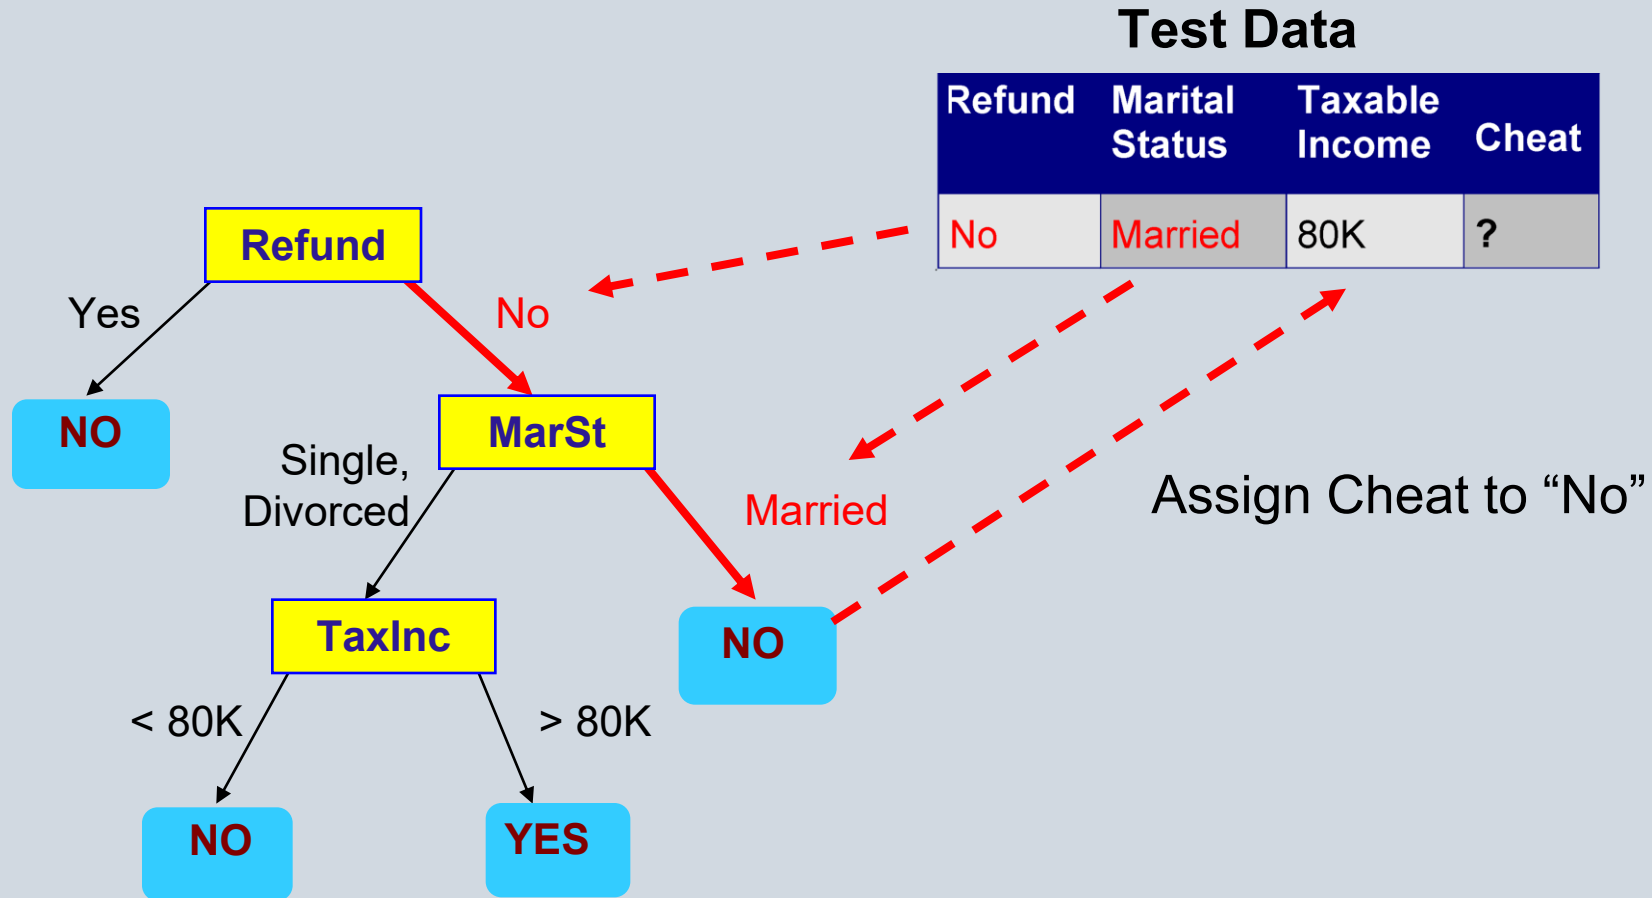 Test Data
Refund Marital Status Taxable Income Cheat
No Married 80K ?
Refund
Yes
No
NO
MarSt
Single,
Divorced
Married
Assign Cheat to “No”
TaxInc
NO
< 80K
> 80K
NO
YES